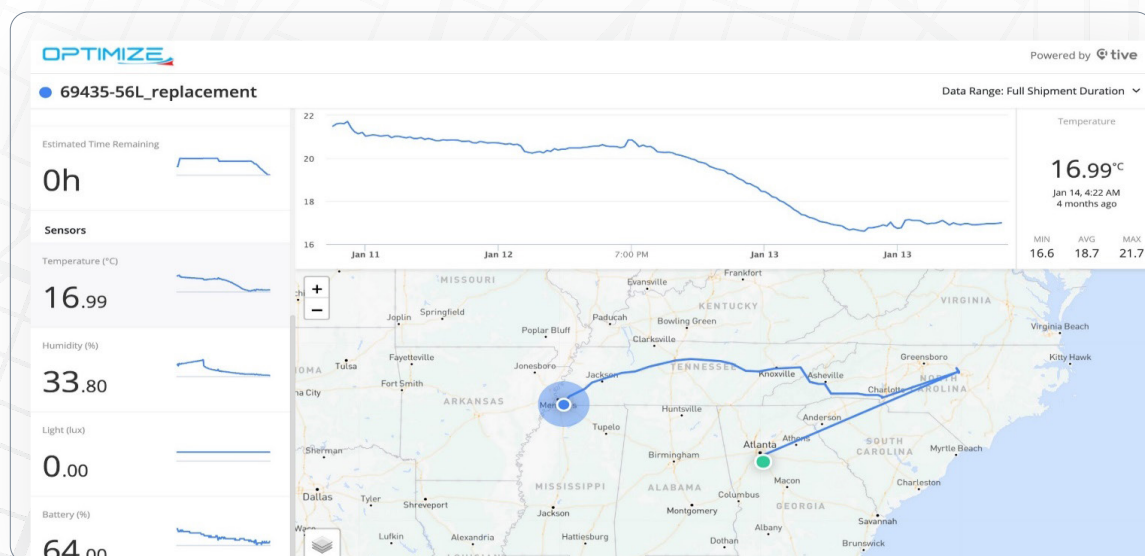 OPTIMIZE
Powered by tive
69435-56L_replacement
Data Range: Full Shipment Duration
Estimated Time Remaining
0h
Sensors
Temperature (°C)
16.99
Humidity (%)
33.80
Light (lux)
0.00
Battery (%)
64.00
22
20
18
16
Jan 11
Jan 12
7:00 PM
Jan 13
Jan 13
Temperature
16.99°C
Jan 14, 4:22 AM
4 months ago
MIN
AVG
MAX
16.6
18.7
21.7
+
−
MISSOURI
Evansville
Frankfort
KENTUCKY
VIRGINIA
Joplin
Springfield
Poplar Bluff
Paducah
Bowling Green
Clarksville
Virginia Beach
Kitty Hawk
Tulsa
Fayetteville
Jonesboro
Jackson
TENNESSEE
Knoxville
Asheville
Greensboro
NORTH
CAROLINA
Charlotte
Fort Smith
ARKANSAS
Huntsville
Anderson
Tupelo
Birmingham
Atlanta
Athens
SOUTH
CAROLINA
Myrtle Beach
Sherman
Dallas
Tyler
Shreveport
MISSISSIPPI
ALABAMA
Columbus
Macon
GEORGIA
Charleston
Jackson
Montgomery
Savannah
Albany
Lufkin
Alexandria
Hattiesburg
Dothan
Brunswick